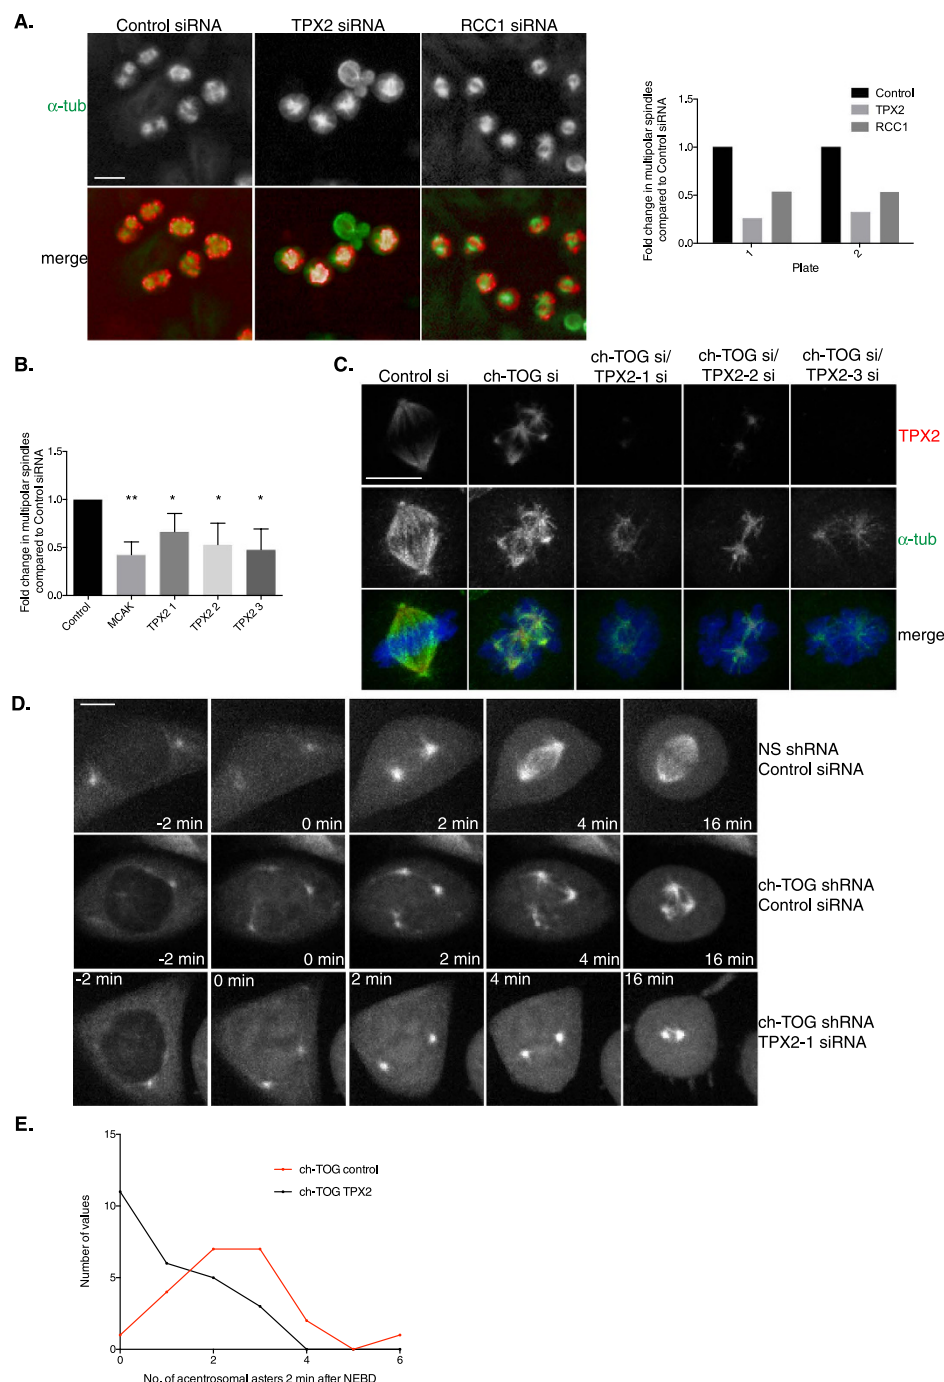 A.
Control siRNA
TPX2 siRNA
RCC1 siRNA
α-tub
merge
Fold change in multipolar spindles
compared to Control siRNA
1.5
1.0
0.5
0.0
1
2
Plate
Control
TPX2
RCC1
B.
Fold change in multipolar spindles
compared to Control siRNA
1.5
1.0
0.5
0.0
**
*
*
*
Control
MCAK
TPX2 1
TPX2 2
TPX2 3
C.
Control si
ch-TOG si
ch-TOG si/
TPX2-1 si
ch-TOG si/
TPX2-2 si
ch-TOG si/
TPX2-3 si
TPX2
α-tub
merge
D.
-2 min
0 min
2 min
4 min
16 min
NS shRNA
Control siRNA
-2 min
0 min
2 min
4 min
16 min
ch-TOG shRNA
Control siRNA
-2 min
0 min
2 min
4 min
16 min
ch-TOG shRNA
TPX2-1 siRNA
E.
Number of values
15
10
5
0
0
2
4
6
No. of acentrosomal asters 2 min after NEBD
ch-TOG control
ch-TOG TPX2